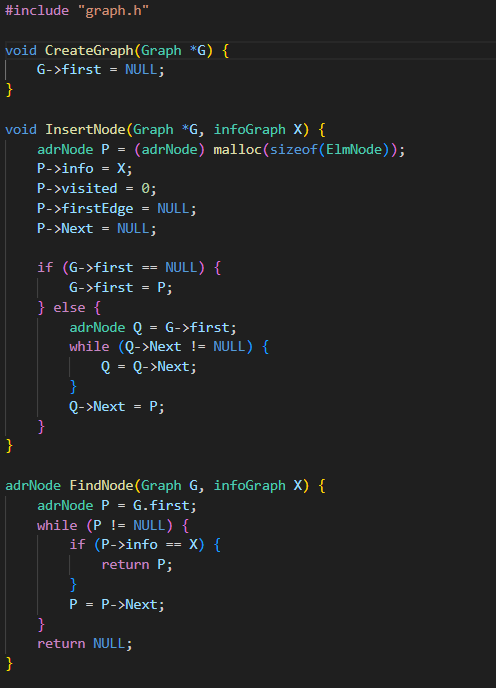 #include "graph.h"

void CreateGraph(Graph *G) {
    G->first = NULL;
}

void InsertNode(Graph *G, infoGraph X) {
    adrNode P = (adrNode) malloc(sizeof(ElmNode));
    P->info = X;
    P->visited = 0;
    P->firstEdge = NULL;
    P->Next = NULL;

    if (G->first == NULL) {
        G->first = P;
    } else {
        adrNode Q = G->first;
        while (Q->Next != NULL) {
            Q = Q->Next;
        }
        Q->Next = P;
    }
}

adrNode FindNode(Graph G, infoGraph X) {
    adrNode P = G.first;
    while (P != NULL) {
        if (P->info == X) {
            return P;
        }
        P = P->Next;
    }
    return NULL;
}